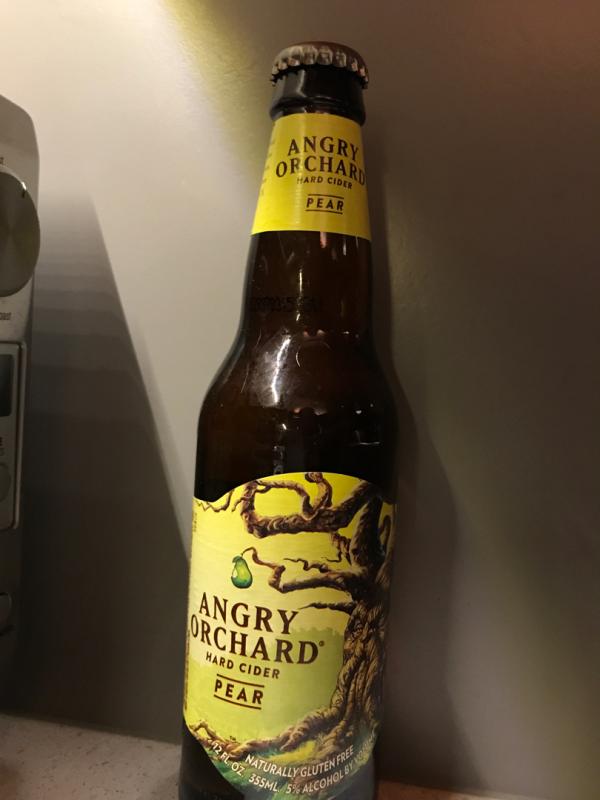 ANGRY
ORCHARD
HARD CIDER
PEAR
ANGRY
ORCHARD®
HARD CIDER
PEAR
NATURALLY GLUTEN FREE
12 FL. OZ. 355ML 5% ALCOHOL BY